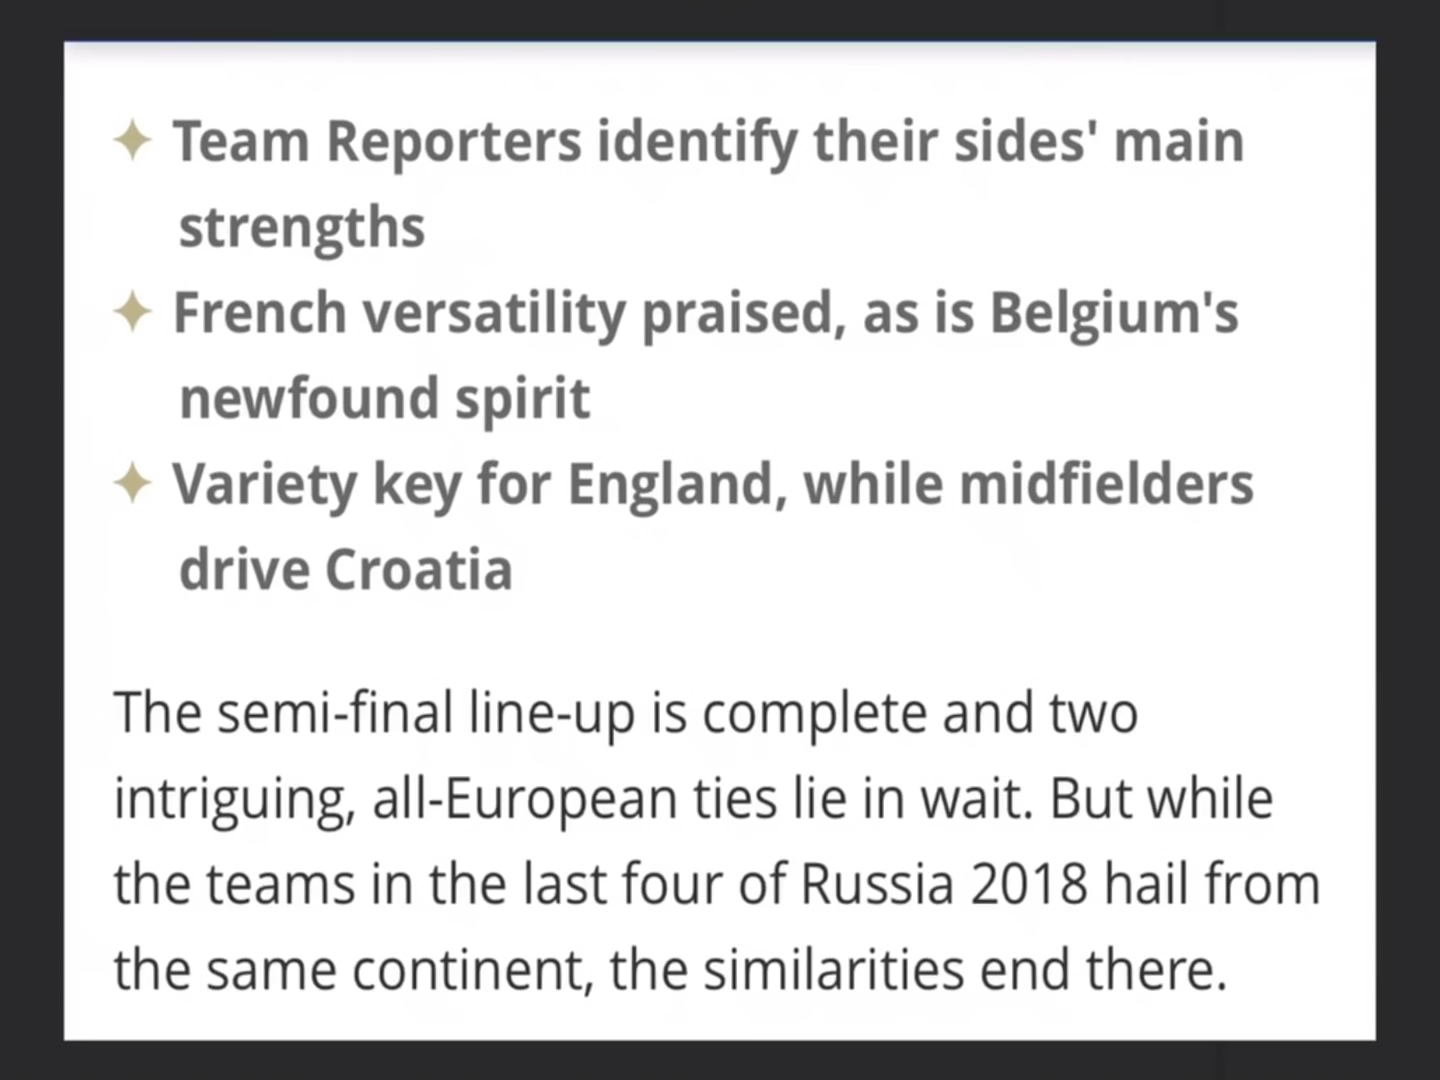 ✦ Team Reporters identify their sides' main
strengths
✦ French versatility praised, as is Belgium's
newfound spirit
✦ Variety key for England, while midfielders
drive Croatia
The semi-final line-up is complete and two
intriguing, all-European ties lie in wait. But while
the teams in the last four of Russia 2018 hail from
the same continent, the similarities end there.